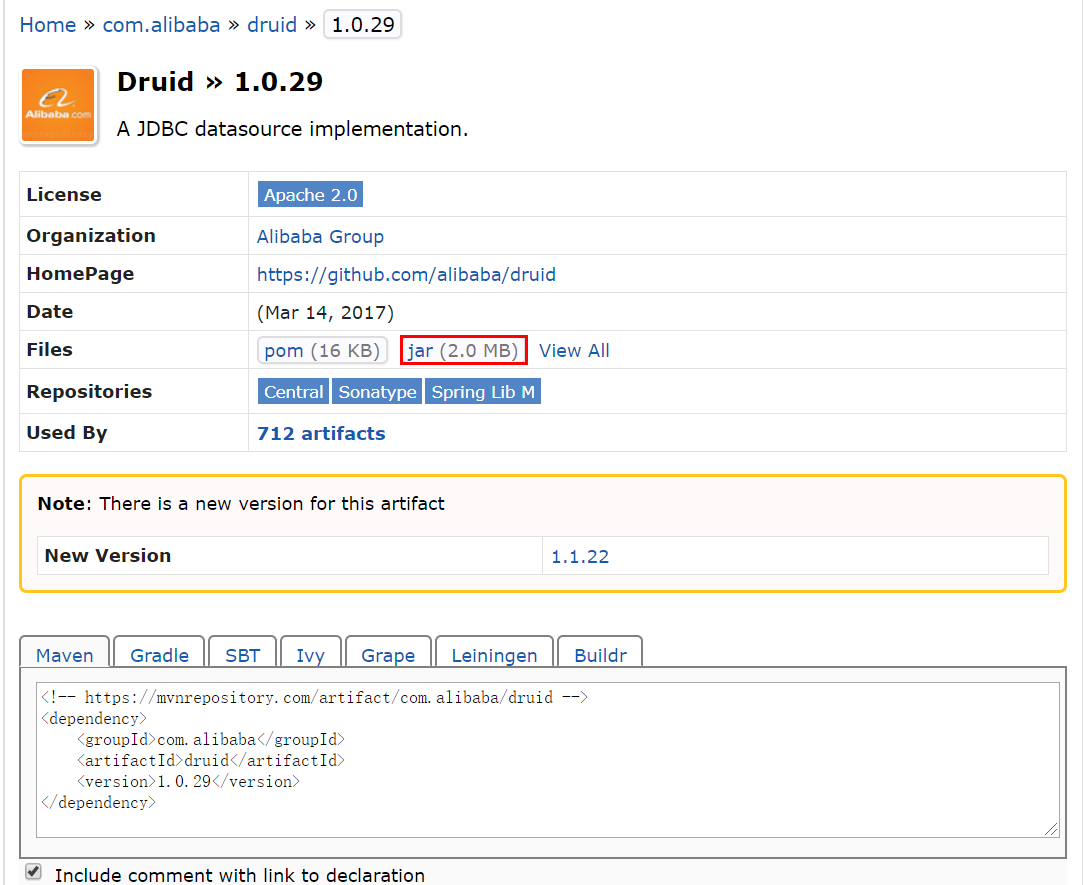 Home » com.alibaba » druid » 1.0.29
Alibaba.com
Druid » 1.0.29
A JDBC datasource implementation.
License Apache 2.0
Organization Alibaba Group
HomePage https://github.com/alibaba/druid
Date (Mar 14, 2017)
Files pom (16 KB) jar (2.0 MB) View All
Repositories Central Sonatype Spring Lib M
Used By 712 artifacts
Note: There is a new version for this artifact
New Version 1.1.22
Maven Gradle SBT Ivy Grape Leiningen Buildr
<!-- https://mvnrepository.com/artifact/com.alibaba/druid -->
<dependency>
    <groupId>com.alibaba</groupId>
    <artifactId>druid</artifactId>
    <version>1.0.29</version>
</dependency>
Include comment with link to declaration